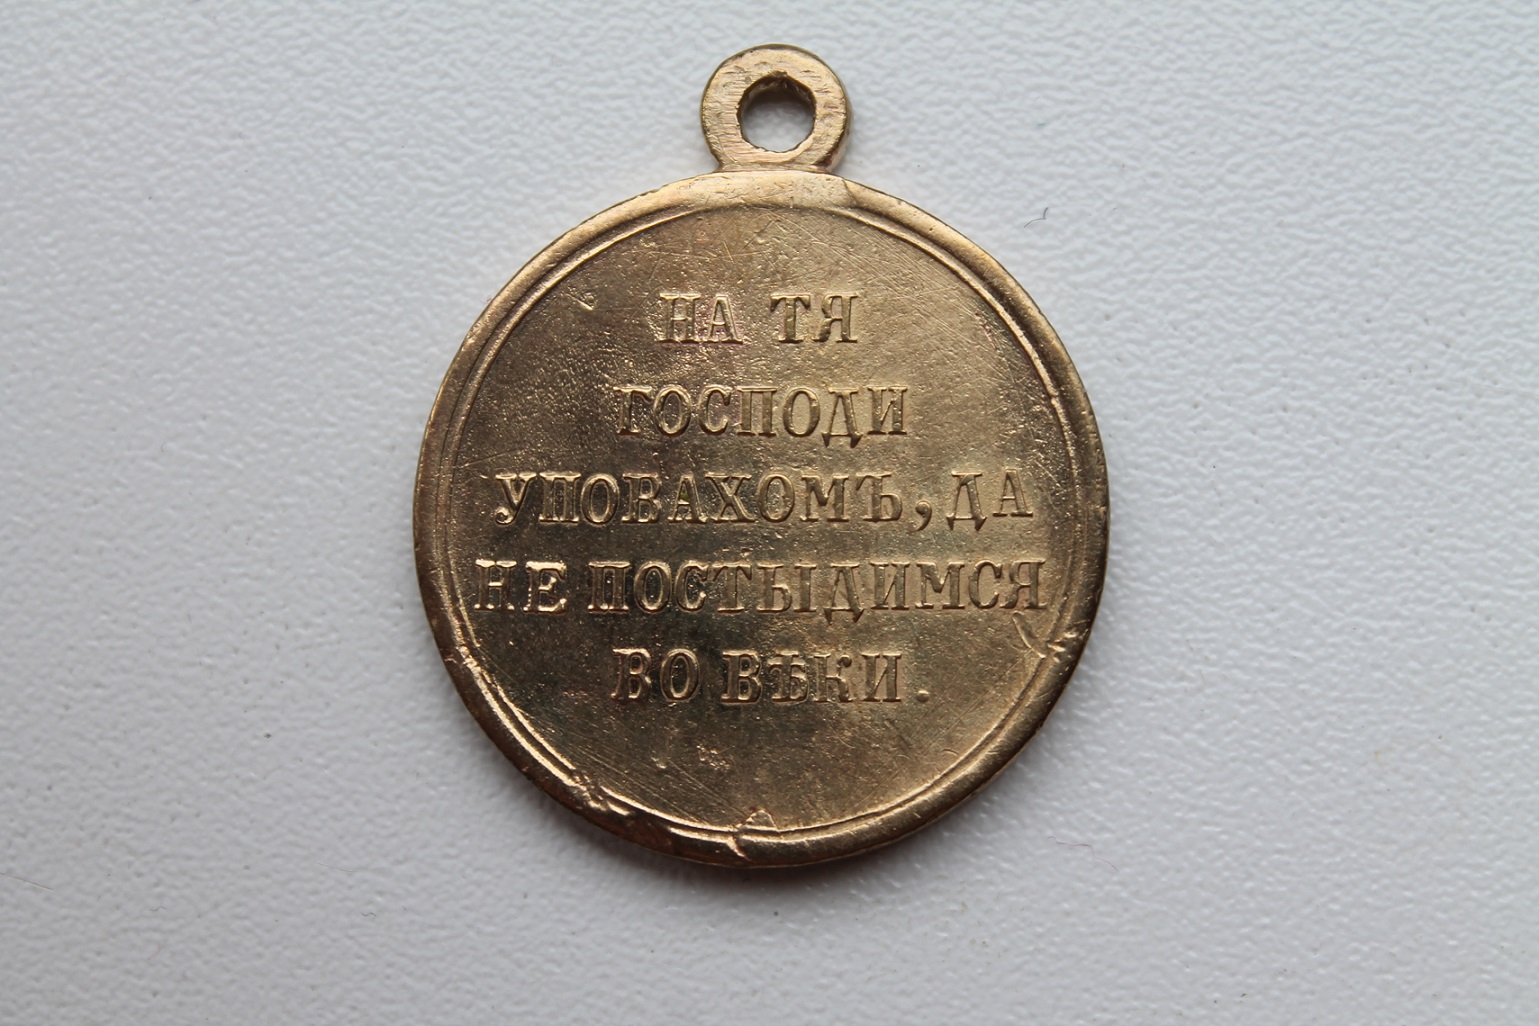 НА ТЯ
ГОСПОДИ
УПОВАХОМЪ, ДА
НЕ ПОСТЫДИМСЯ
ВО ВѢКИ.